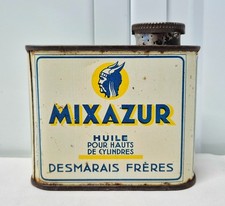 MIXAZUR
HUILE
POUR HAUTS
DE CYLINDRES
DESMARAIS FRÈRES